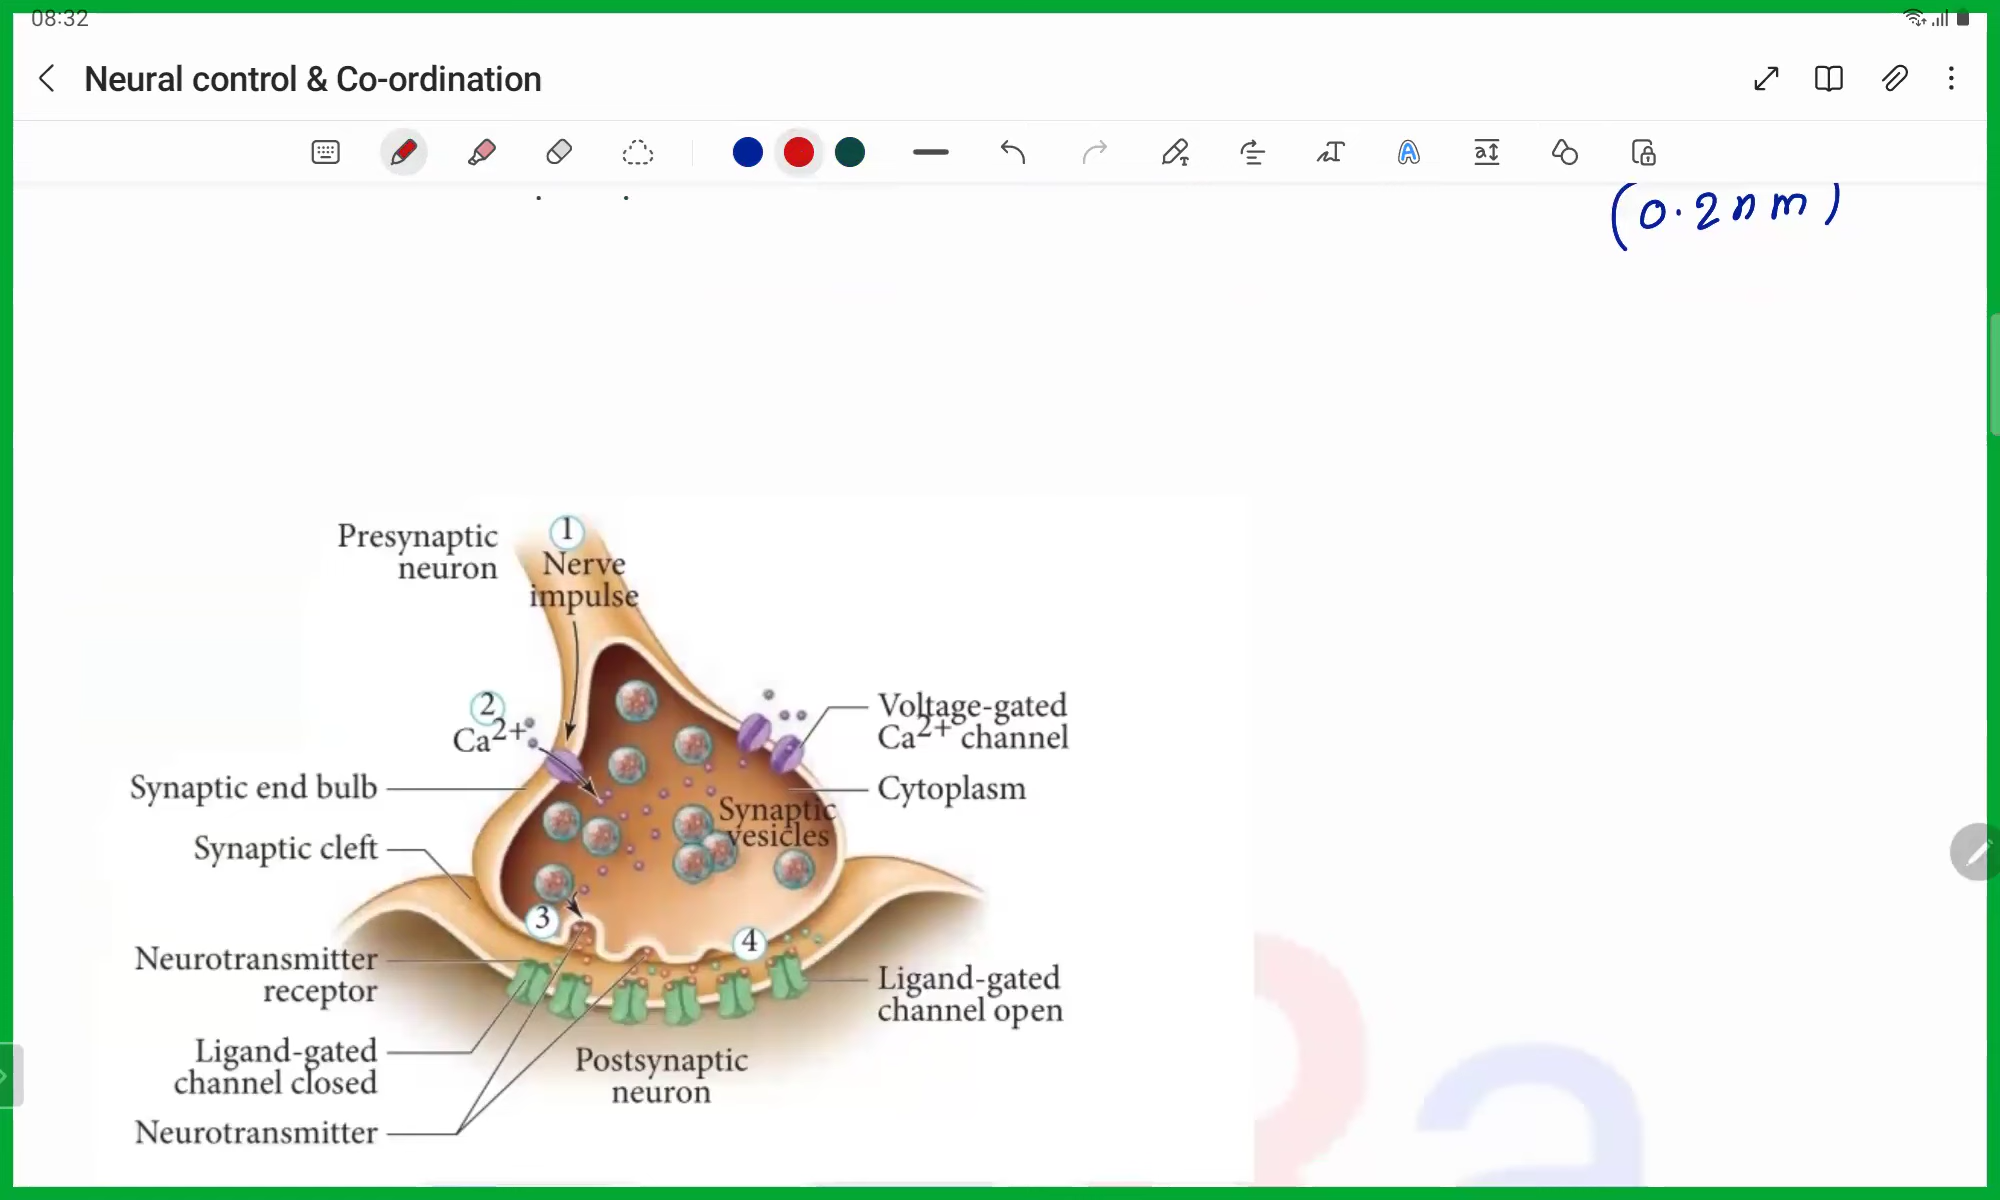 08:32
Neural control & Co-ordination
(0.2nm)
Presynaptic
neuron
1
Nerve
impulse
2
Ca2+
Voltage-gated
Ca2+ channel
Synaptic end bulb
Cytoplasm
Synaptic
vesicles
Synaptic cleft
3
4
Neurotransmitter
receptor
Ligand-gated
channel open
Ligand-gated
channel closed
Postsynaptic
neuron
Neurotransmitter